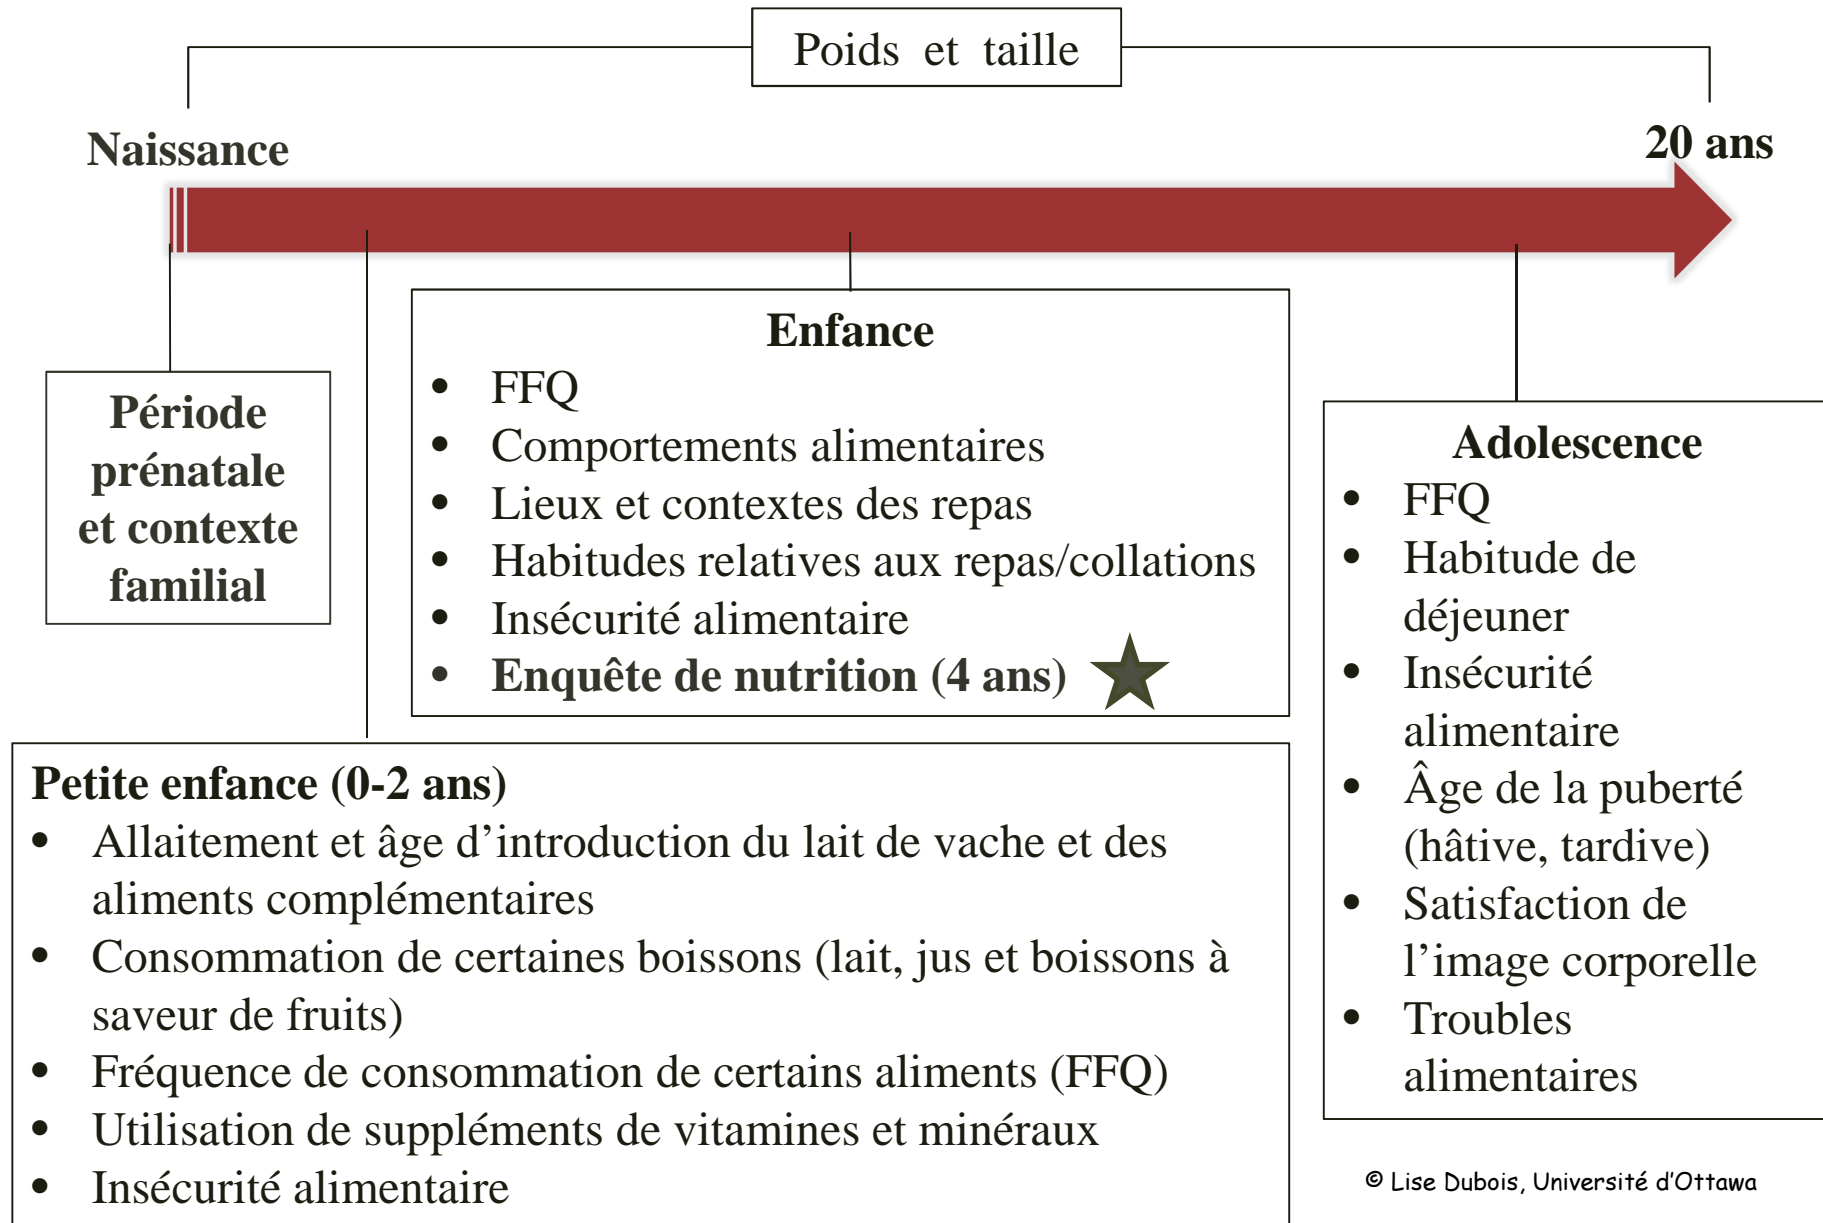 Poids et taille
Naissance
20 ans
Période
prénatale
et contexte
familial
Enfance
• FFQ
• Comportements alimentaires
• Lieux et contextes des repas
• Habitudes relatives aux repas/collations
• Insécurité alimentaire
• Enquête de nutrition (4 ans)
Adolescence
• FFQ
• Habitude de
déjeuner
• Insécurité
alimentaire
• Âge de la puberté
(hâtive, tardive)
• Satisfaction de
l’image corporelle
• Troubles
alimentaires
Petite enfance (0-2 ans)
• Allaitement et âge d’introduction du lait de vache et des
aliments complémentaires
• Consommation de certaines boissons (lait, jus et boissons à
saveur de fruits)
• Fréquence de consommation de certains aliments (FFQ)
• Utilisation de suppléments de vitamines et minéraux
• Insécurité alimentaire
© Lise Dubois, Université d’Ottawa